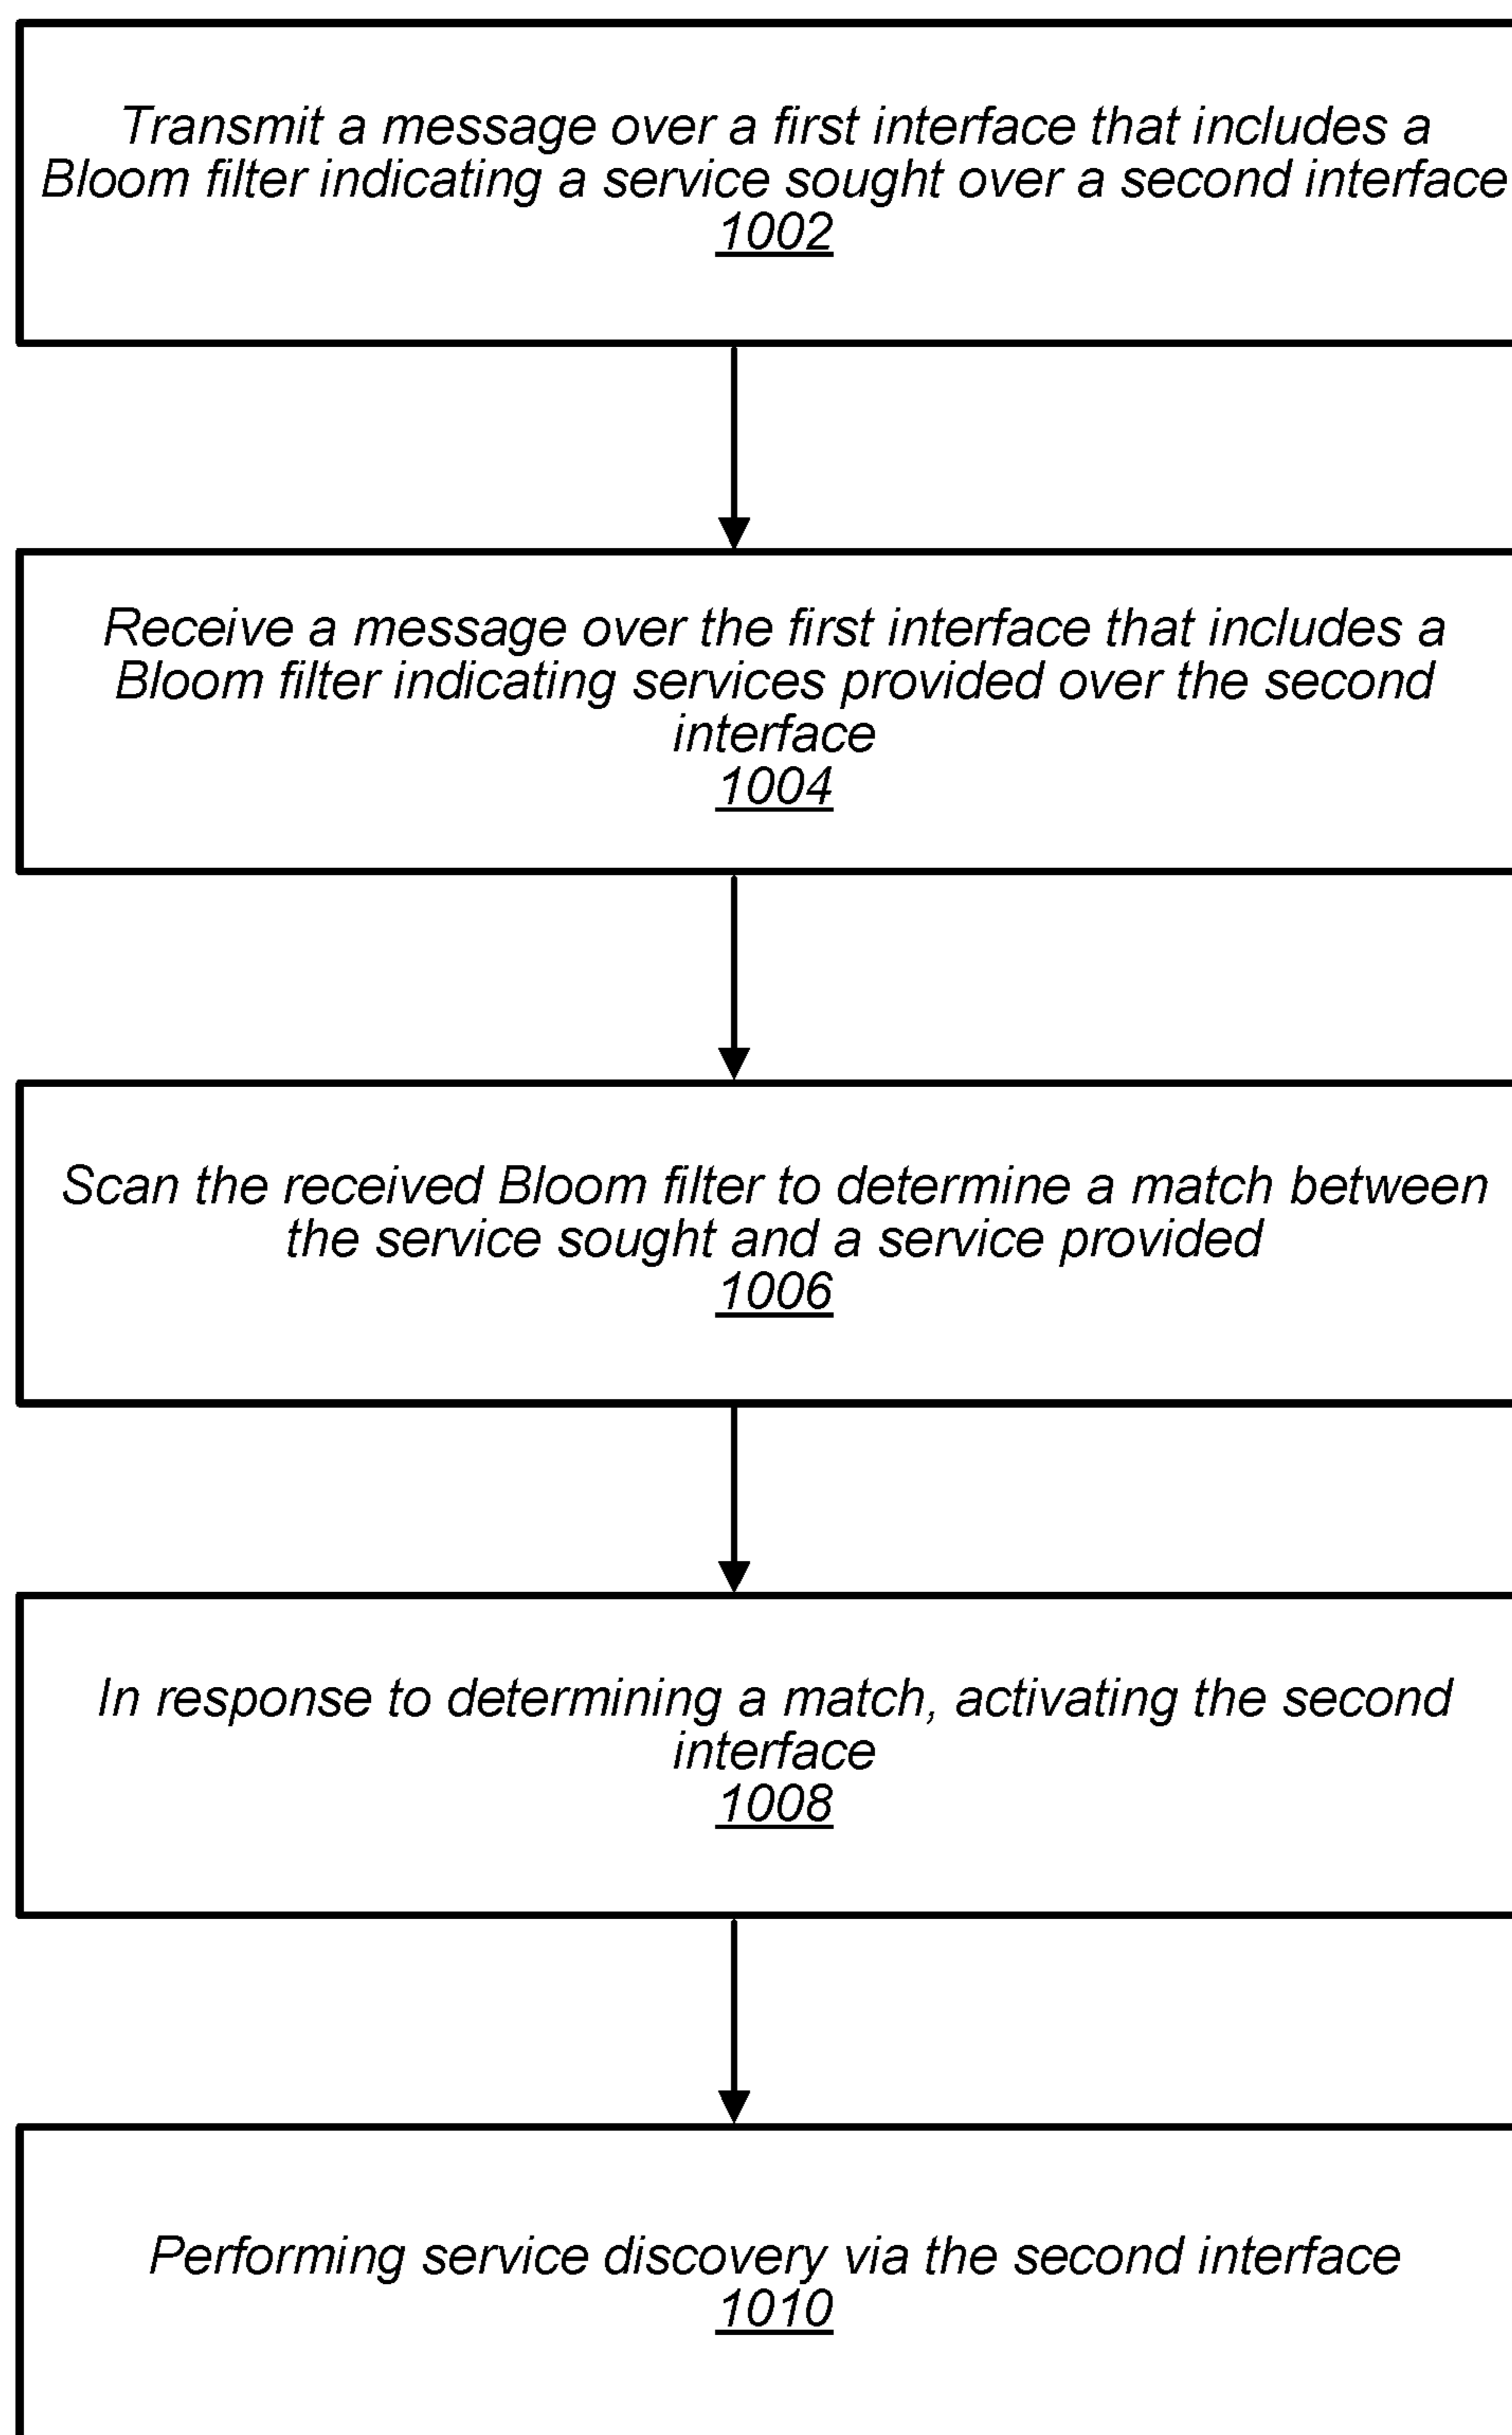 Transmit a message over a first interface that includes a
Bloom filter indicating a service sought over a second interface
1002
Receive a message over the first interface that includes a
Bloom filter indicating services provided over the second
interface
1004
Scan the received Bloom filter to determine a match between
the service sought and a service provided
1006
In response to determining a match, activating the second
interface
1008
Performing service discovery via the second interface
1010